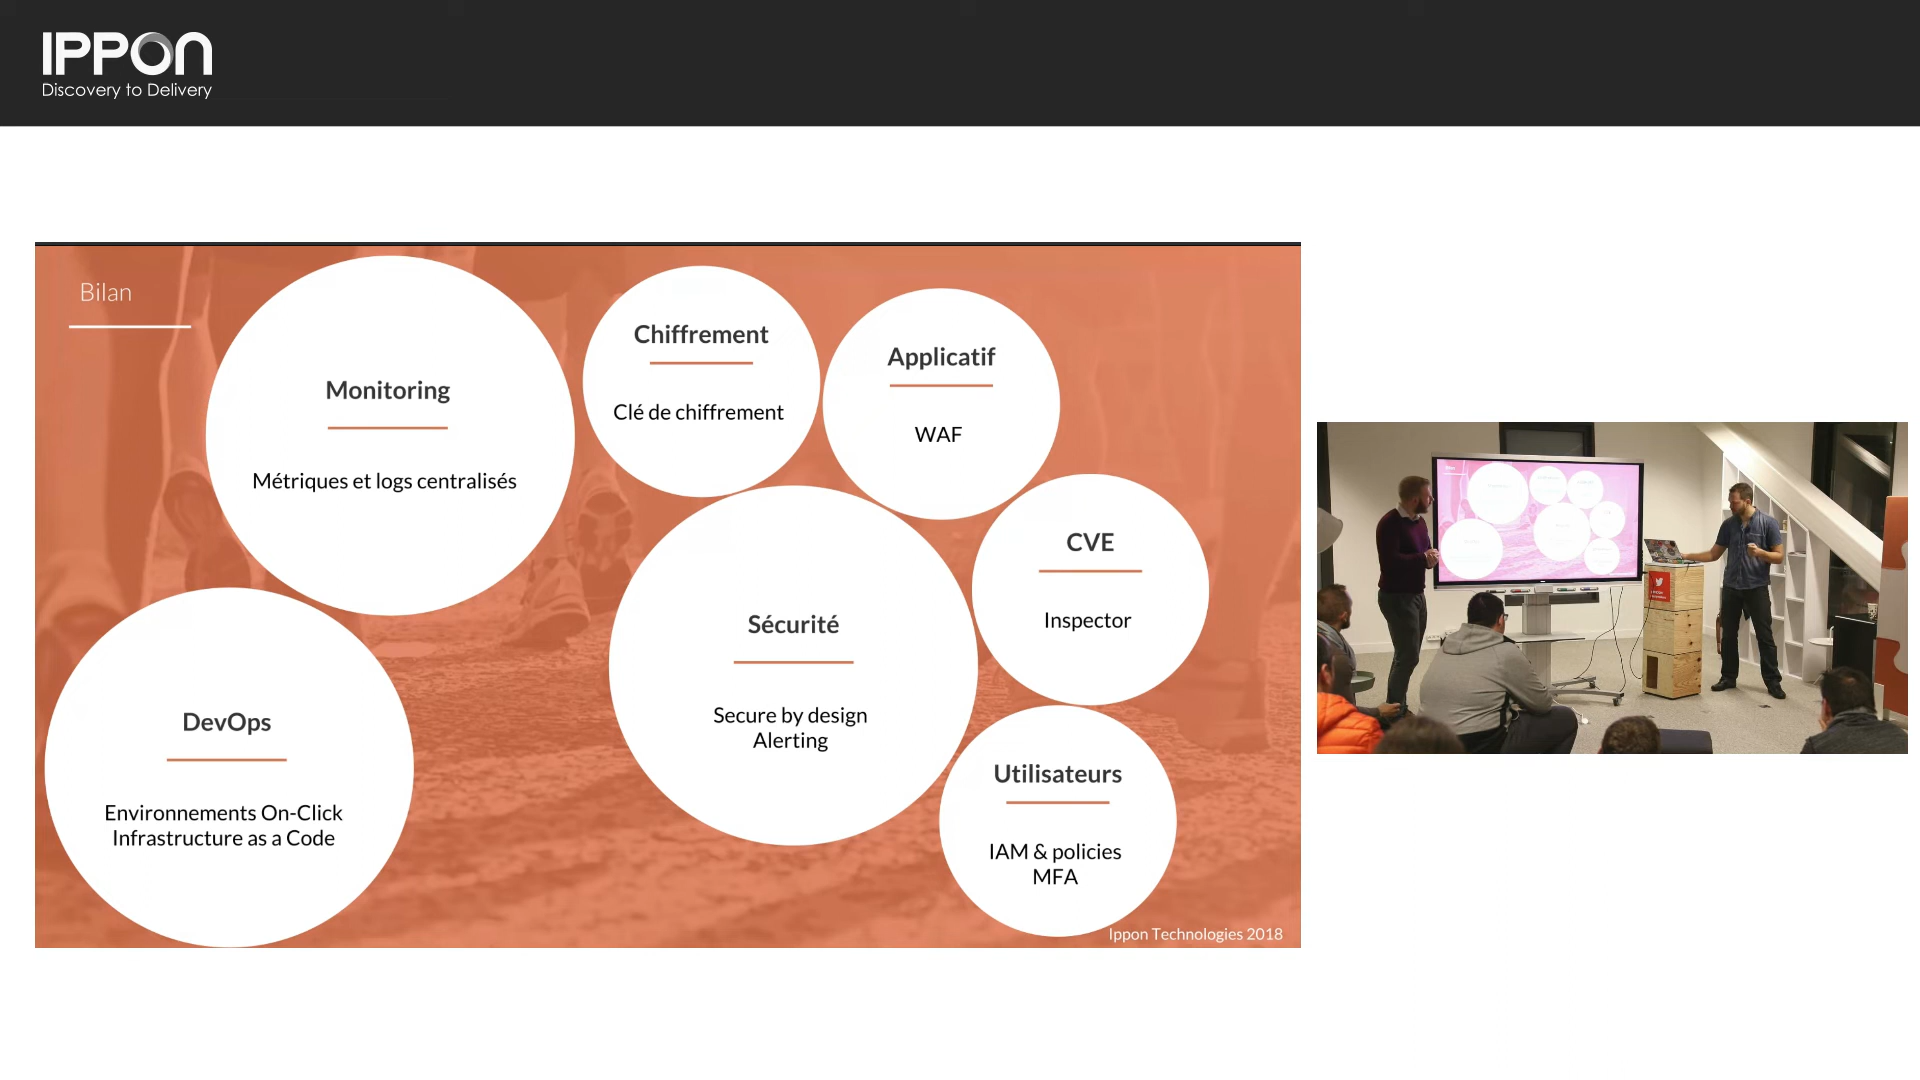 IPPON
Discovery to Delivery
Bilan
Monitoring
Métriques et logs centralisés
Chiffrement
Clé de chiffrement
Applicatif
WAF
CVE
Inspector
Sécurité
Secure by design
Alerting
DevOps
Environnements On-Click
Infrastructure as a Code
Utilisateurs
IAM & policies
MFA
Ippon Technologies 2018